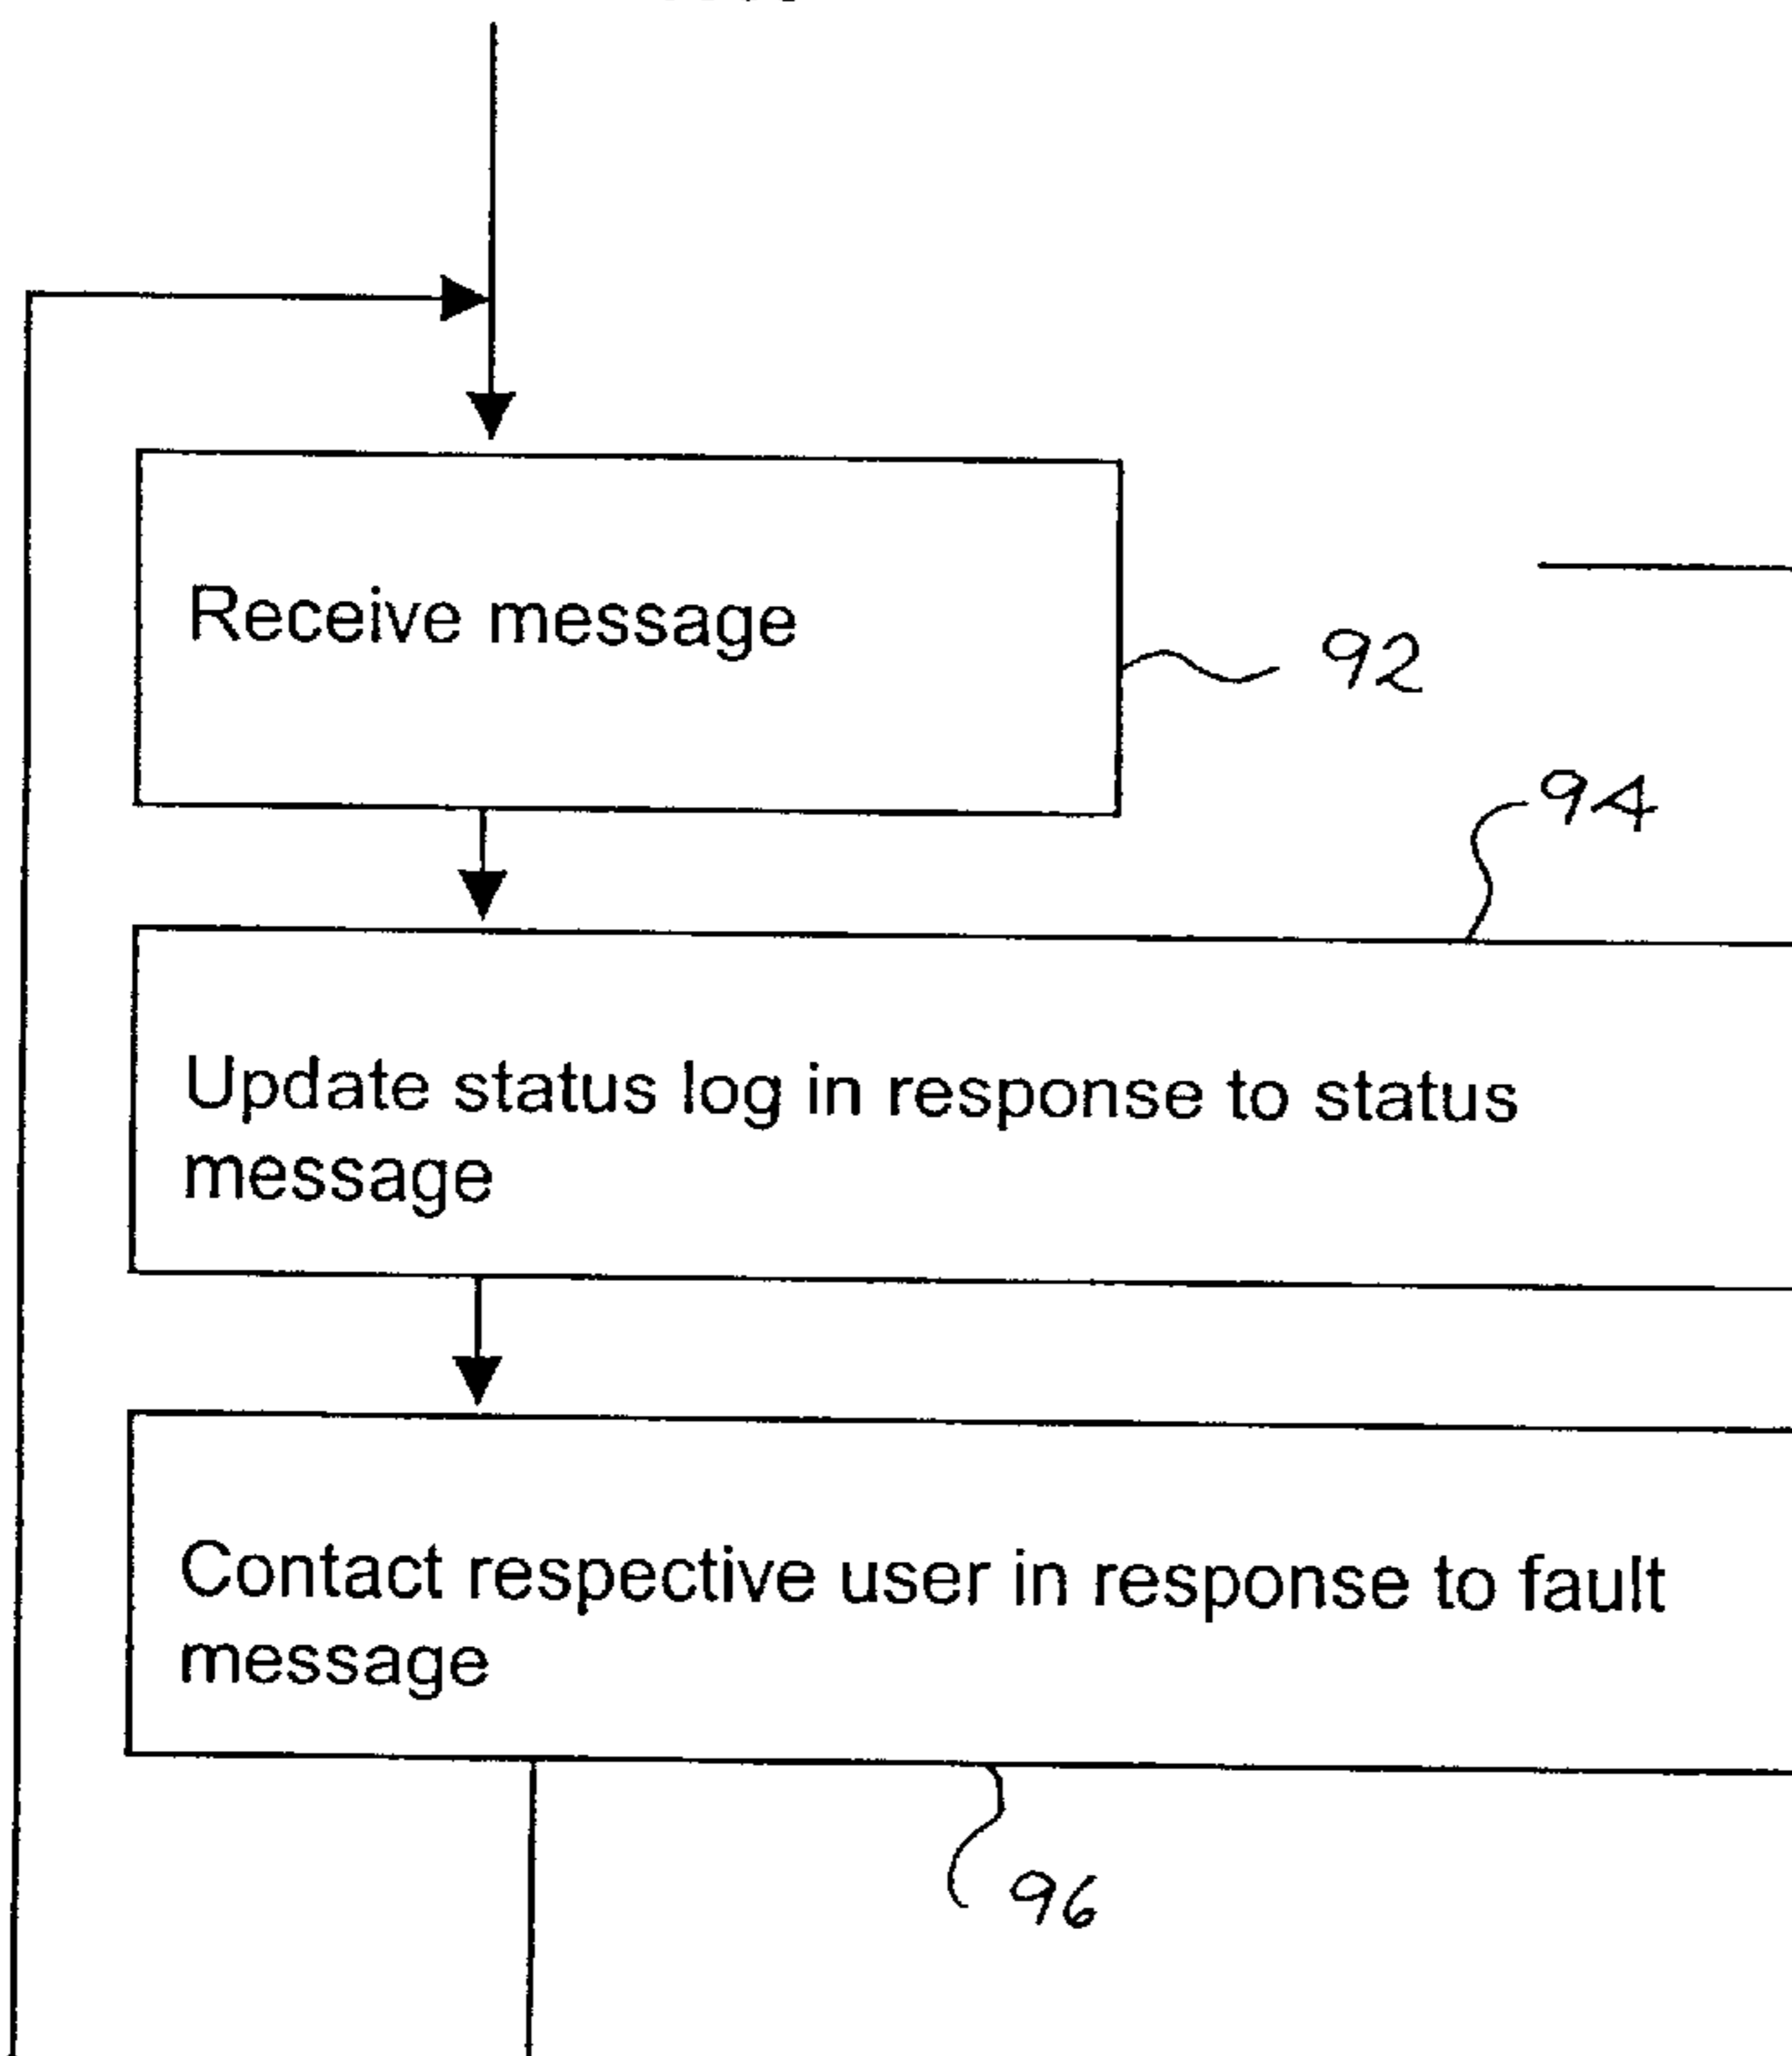 Receive message
92
94
Update status log in response to status
message
Contact respective user in response to fault
message
96